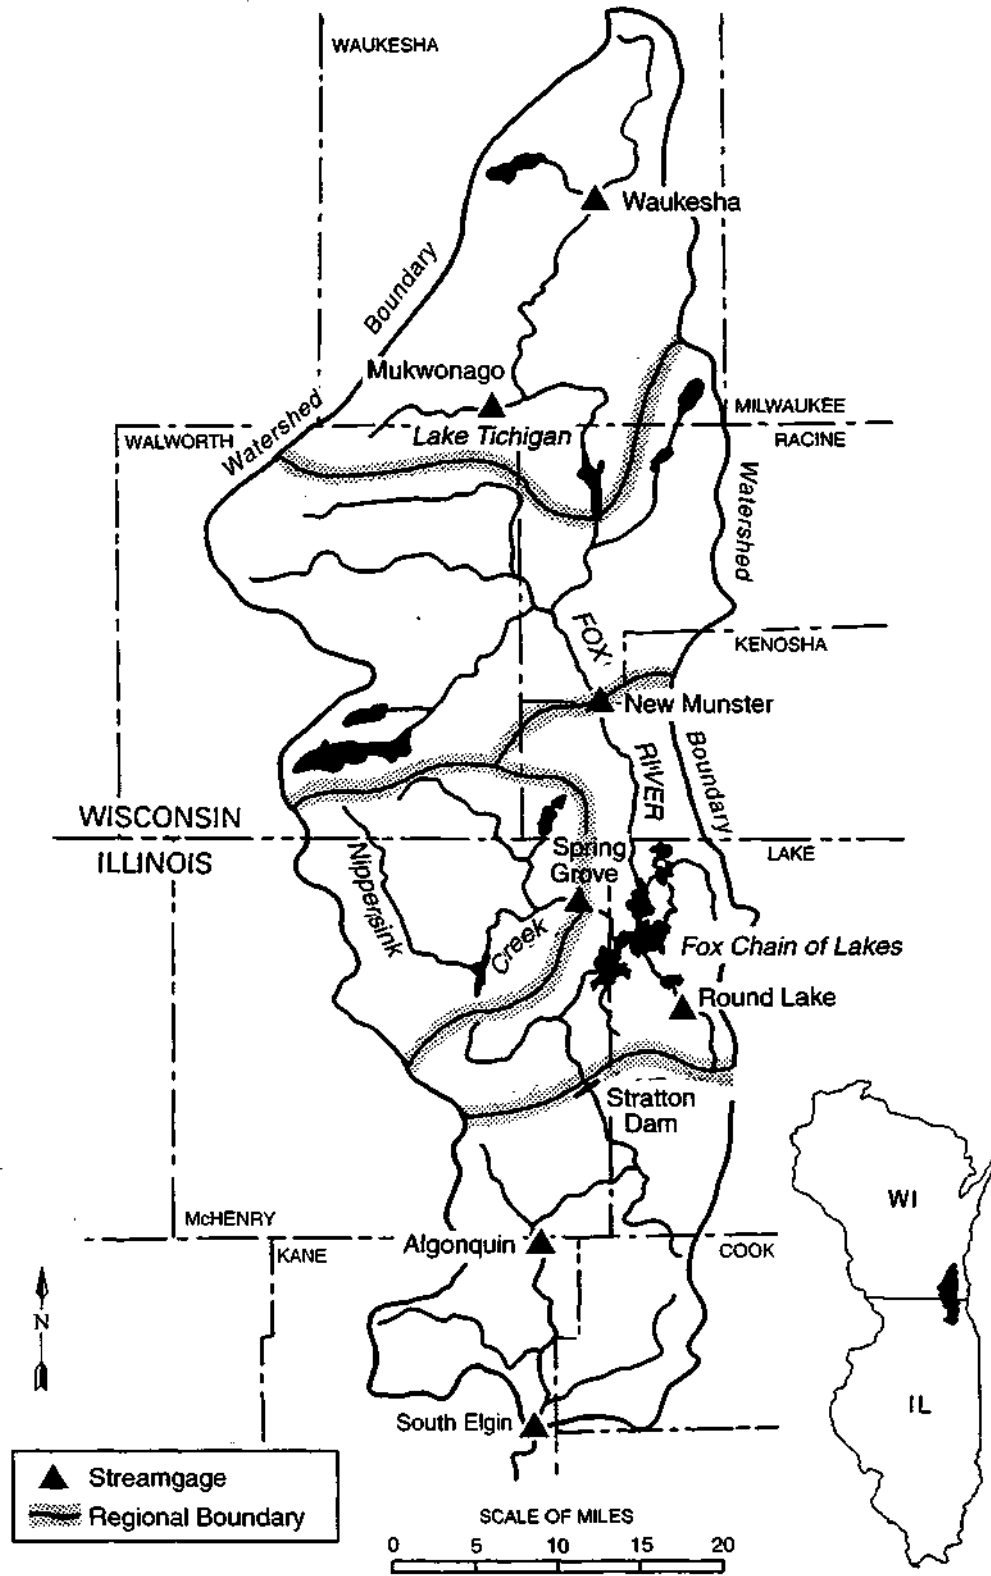 WAUKESHA
Waukesha
Boundary
Mukwonago
MILWAUKEE
Watershed
WALWORTH
Lake Tichigan
RACINE
Watershed
FOX
KENOSHA
New Munster
RIVER
Boundary
WISCONSIN
ILLINOIS
Spring
Grove
LAKE
Nippersink
Creek
Fox Chain of Lakes
Round Lake
Stratton
Dam
WI
McHENRY
Algonquin
COOK
KANE
N
IL
South Elgin
Streamgage
Regional Boundary
SCALE OF MILES
0 5 10 15 20